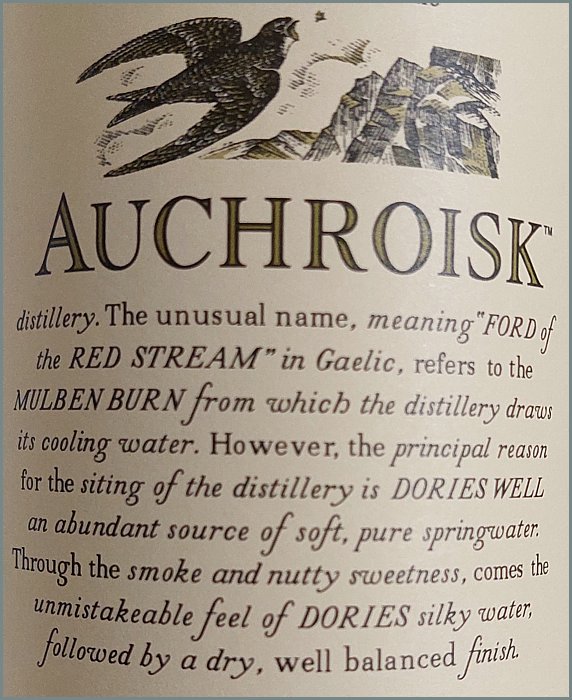 AUCHROISK™
distillery. The unusual name, meaning "FORD of
the RED STREAM" in Gaelic, refers to the
MULBEN BURN from which the distillery draws
its cooling water. However, the principal reason
for the siting of the distillery is DORIES WELL
an abundant source of soft, pure springwater.
Through the smoke and nutty sweetness, comes the
unmistakeable feel of DORIES silky water,
followed by a dry, well balanced finish.